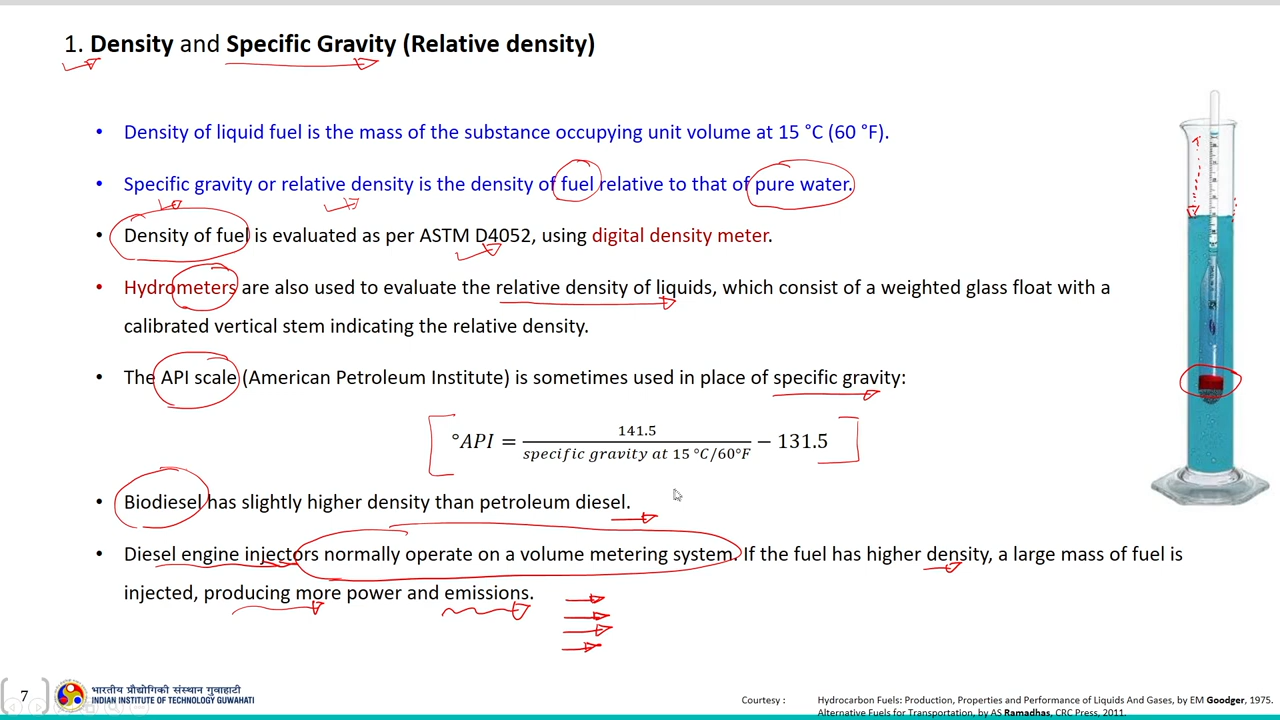 1. Density and Specific Gravity (Relative density)
• Density of liquid fuel is the mass of the substance occupying unit volume at 15 °C (60 °F).
• Specific gravity or relative density is the density of fuel relative to that of pure water.
• Density of fuel is evaluated as per ASTM D4052, using digital density meter.
• Hydrometers are also used to evaluate the relative density of liquids, which consist of a weighted glass float with a
calibrated vertical stem indicating the relative density.
• The API scale (American Petroleum Institute) is sometimes used in place of specific gravity:
°API = 141.5 / specific gravity at 15 °C/60°F − 131.5
• Biodiesel has slightly higher density than petroleum diesel.
• Diesel engine injectors normally operate on a volume metering system. If the fuel has higher density, a large mass of fuel is
injected, producing more power and emissions.
7
भारतीय प्रौद्योगिकी संस्थान गुवाहाटी
INDIAN INSTITUTE OF TECHNOLOGY GUWAHATI
Courtesy : Hydrocarbon Fuels: Production, Properties and Performance of Liquids And Gases, by EM Goodger, 1975.
Alternative Fuels for Transportation, by AS Ramadhas, CRC Press, 2011.